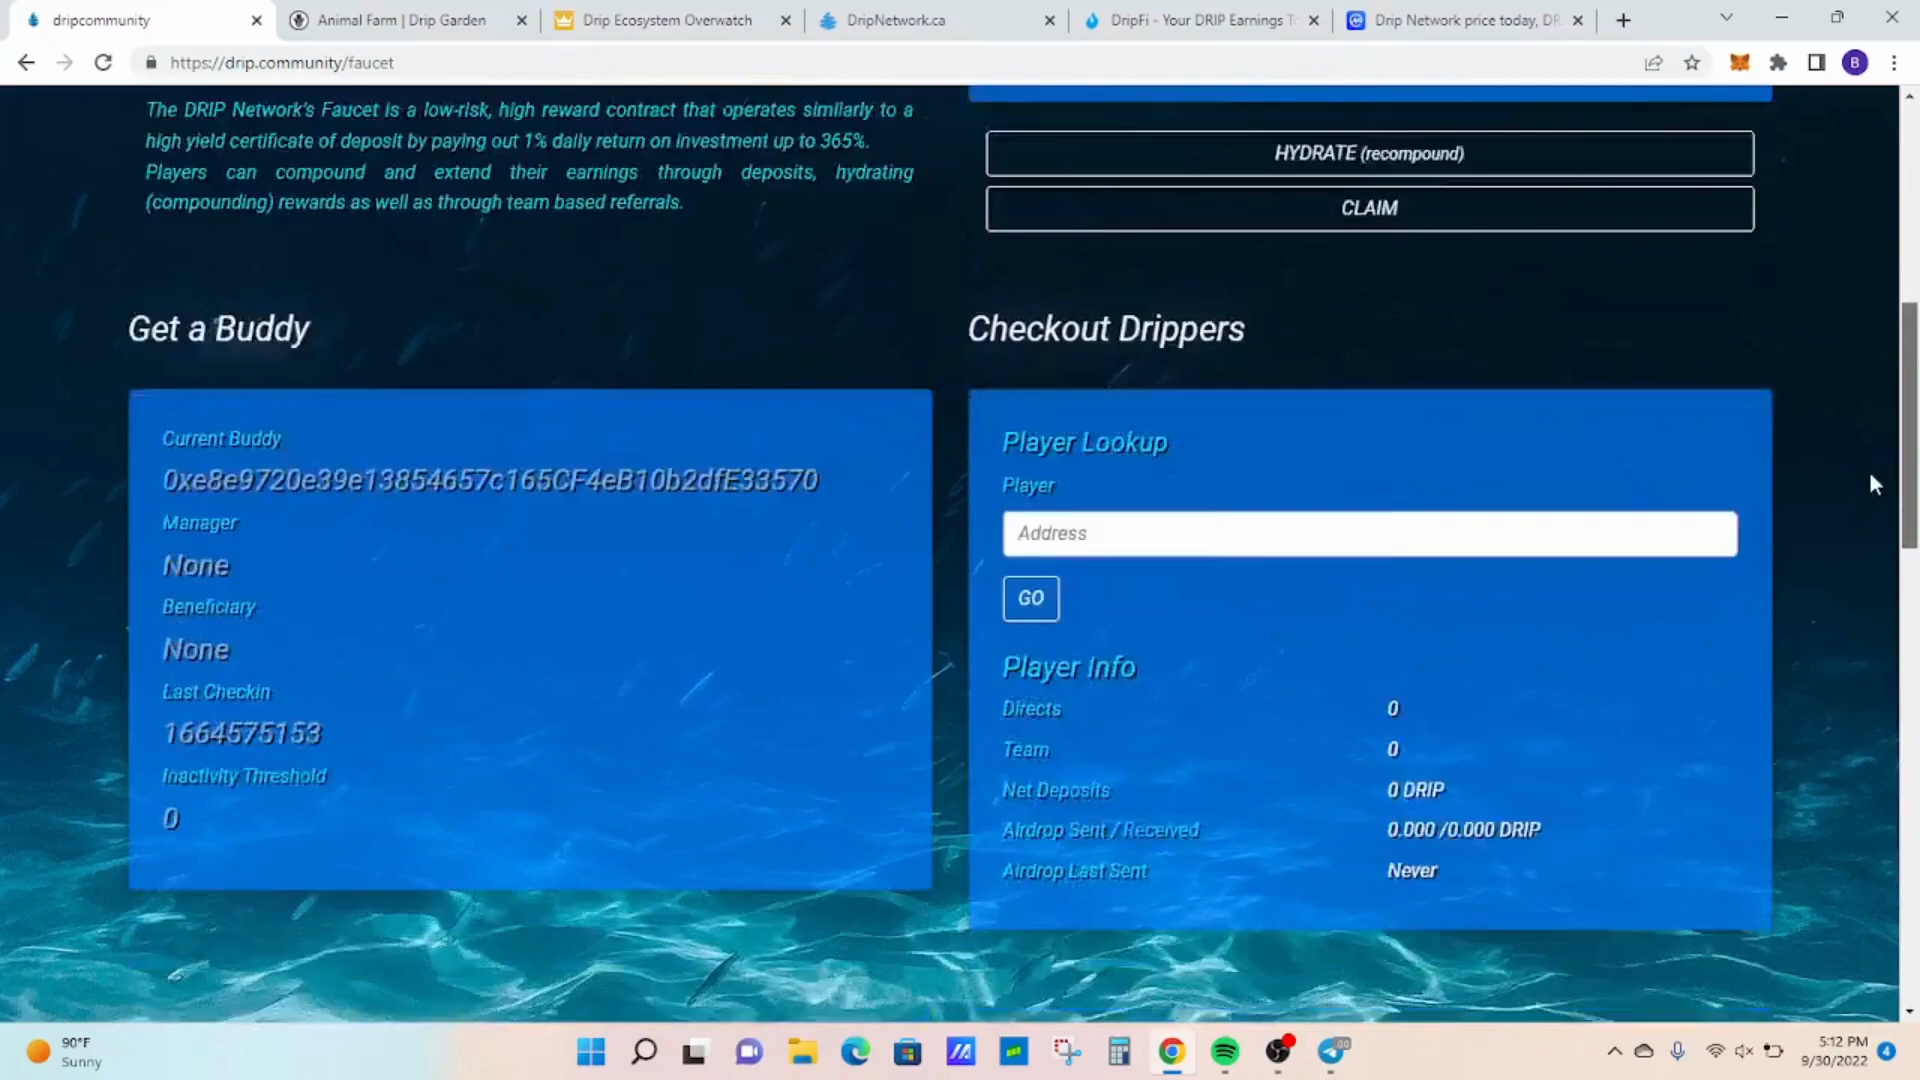 dripcommunity
Animal Farm | Drip Garden
Drip Ecosystem Overwatch
DripNetwork.ca
DripFi - Your DRIP Earnings To
Drip Network price today, DR
https://drip.community/faucet
B
The DRIP Network's Faucet is a low-risk, high reward contract that operates similarly to a
high yield certificate of deposit by paying out 1% daily return on investment up to 365%.
Players can compound and extend their earnings through deposits, hydrating
(compounding) rewards as well as through team based referrals.
HYDRATE (recompound)
CLAIM
Get a Buddy
Current Buddy
0xe8e9720e39e13854657c165CF4eB10b2dfE33570
Manager
None
Beneficiary
None
Last Checkin
1664575153
Inactivity Threshold
0
Checkout Drippers
Player Lookup
Player
Address
GO
Player Info
Directs 0
Team 0
Net Deposits 0 DRIP
Airdrop Sent / Received 0.000 /0.000 DRIP
Airdrop Last Sent Never
90°F
Sunny
5:12 PM
9/30/2022
4